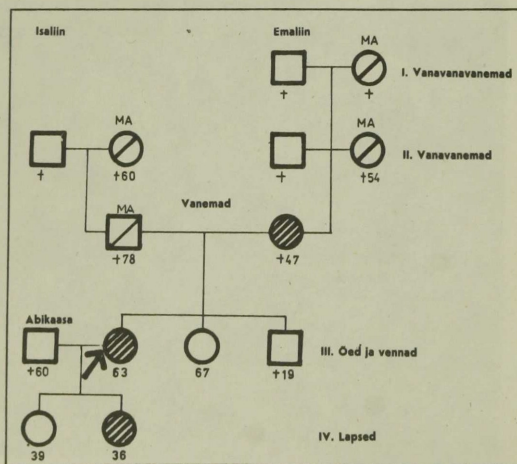 Isaliin Emaliin
MA
I. Vanavanavanemad
† †
MA MA
II. Vanavanemad
† †60 † †54
MA Vanemad
†78 †47
Abikaasa
III. Õed ja vennad
†60 63 67 †19
39 36 IV. Lapsed